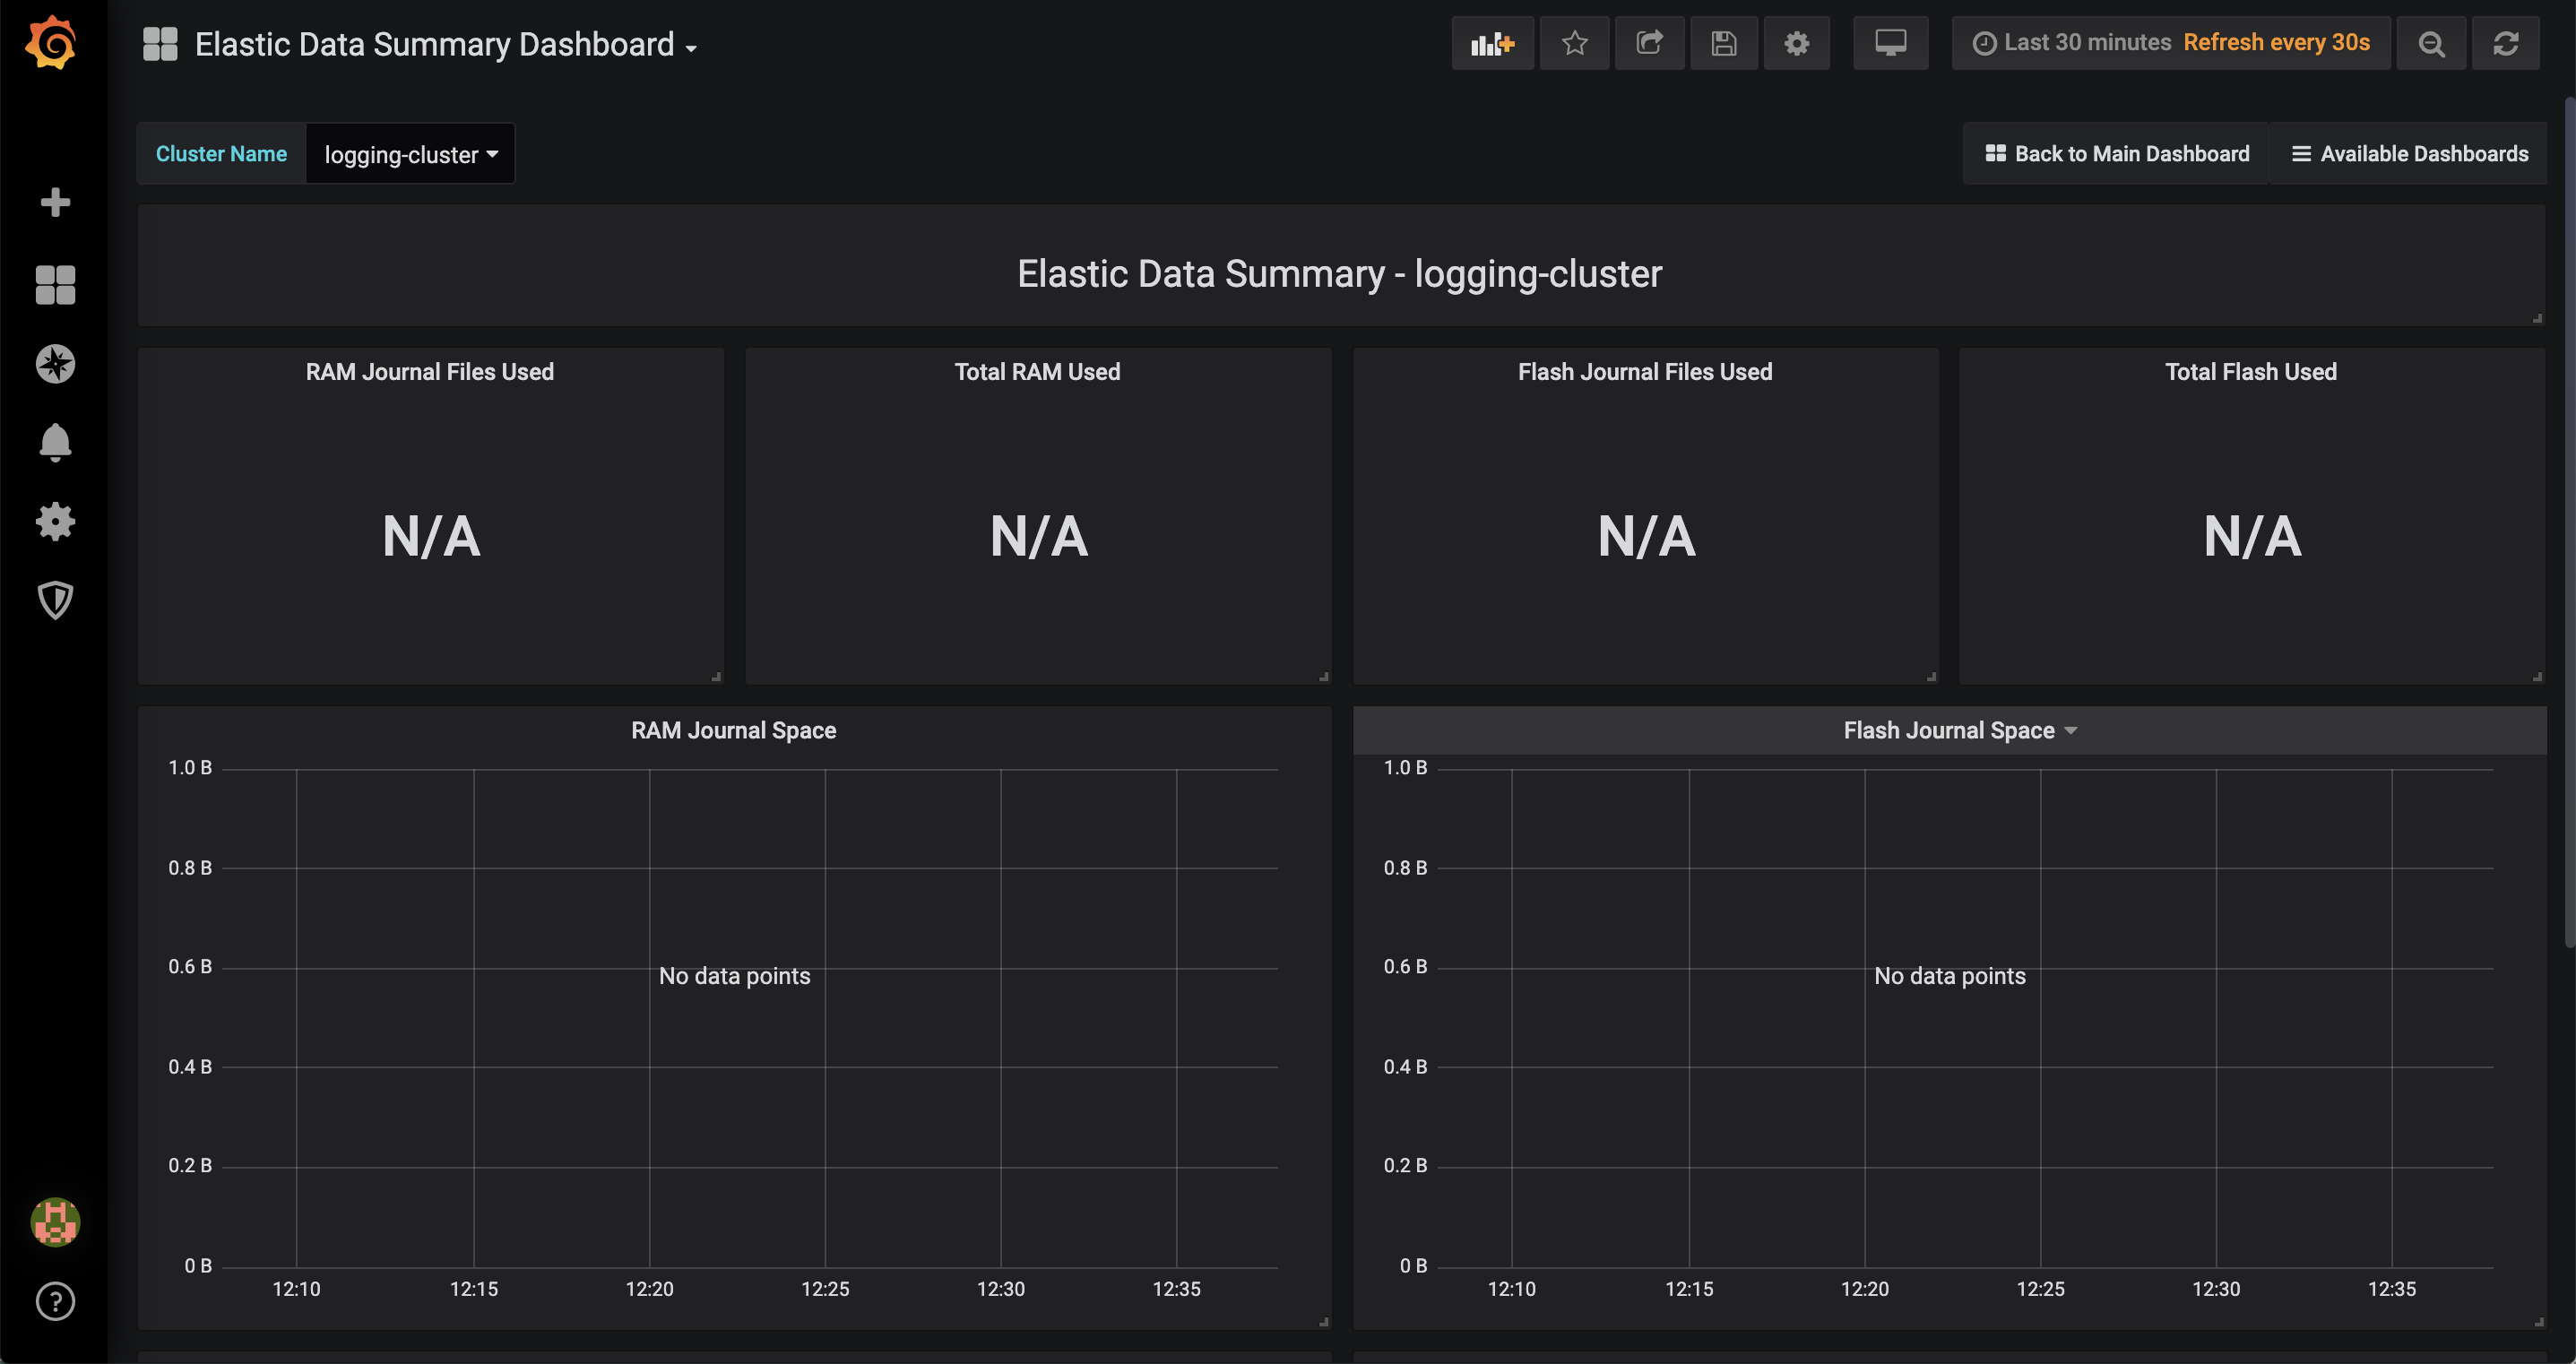 Elastic Data Summary Dashboard
Last 30 minutes Refresh every 30s
Cluster Name logging-cluster
Back to Main Dashboard
Available Dashboards
Elastic Data Summary - logging-cluster
RAM Journal Files Used
N/A
Total RAM Used
N/A
Flash Journal Files Used
N/A
Total Flash Used
N/A
RAM Journal Space
1.0 B
0.8 B
0.6 B
0.4 B
0.2 B
0 B
No data points
12:10 12:15 12:20 12:25 12:30 12:35
Flash Journal Space
1.0 B
0.8 B
0.6 B
0.4 B
0.2 B
0 B
No data points
12:10 12:15 12:20 12:25 12:30 12:35